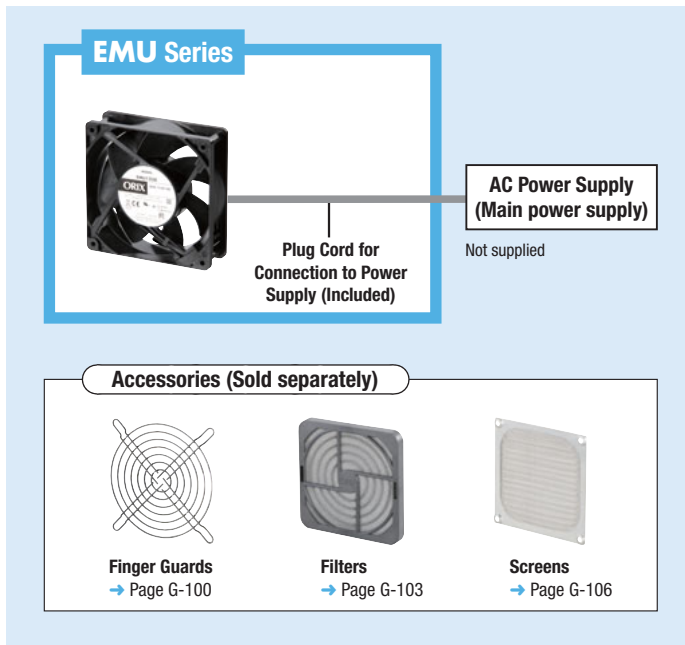 EMU Series
ORIX
AC Power Supply
(Main power supply)
Not supplied
Plug Cord for
Connection to Power
Supply (Included)
Accessories (Sold separately)
Finger Guards
→ Page G-100
Filters
→ Page G-103
Screens
→ Page G-106